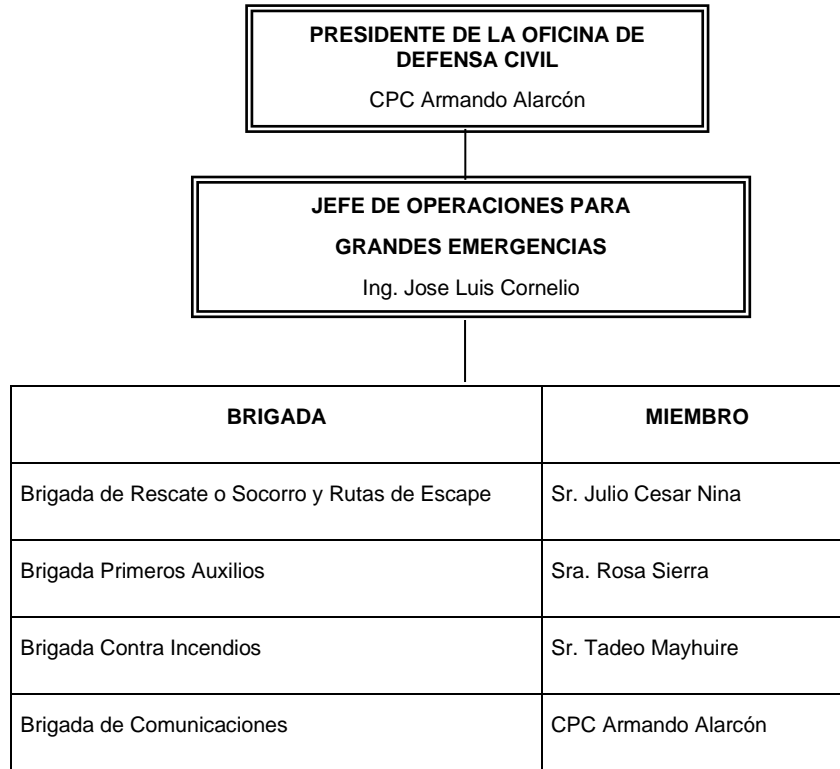 PRESIDENTE DE LA OFICINA DE
DEFENSA CIVIL
CPC Armando Alarcón
JEFE DE OPERACIONES PARA
GRANDES EMERGENCIAS
Ing. Jose Luis Cornelio
BRIGADA MIEMBRO
Brigada de Rescate o Socorro y Rutas de Escape Sr. Julio Cesar Nina
Brigada Primeros Auxilios Sra. Rosa Sierra
Brigada Contra Incendios Sr. Tadeo Mayhuire
Brigada de Comunicaciones CPC Armando Alarcón